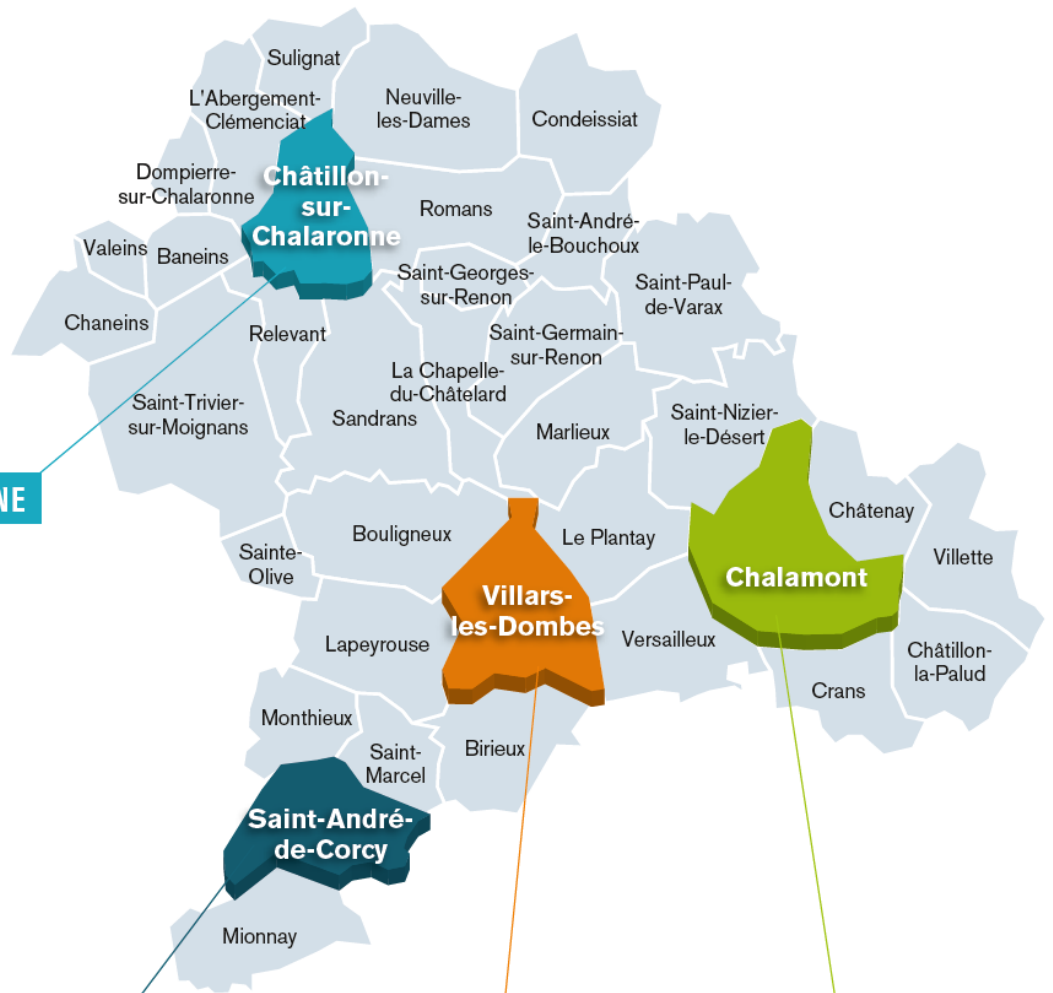 Sulignat
L'Abergement-
Clémenciat
Neuville-
les-Dames
Condeissiat
Dompierre-
sur-Chalaronne
Châtillon-
sur-
Chalaronne
Romans
Saint-André-
le-Bouchoux
Valeins
Baneins
Saint-Georges-
sur-Renon
Saint-Paul-
de-Varax
Chaneins
Relevant
Saint-Germain-
sur-Renon
La Chapelle-
du-Châtelard
Saint-Trivier-
sur-Moignans
Sandrans
Marlieux
Saint-Nizier-
le-Désert
NE
Bouligneux
Le Plantay
Châtenay
Sainte-
Olive
Villette
Chalamont
Villars-
les-Dombes
Lapeyrouse
Versailleux
Châtillon-
la-Palud
Crans
Monthieux
Saint-
Marcel
Birieux
Saint-André-
de-Corcy
Mionnay